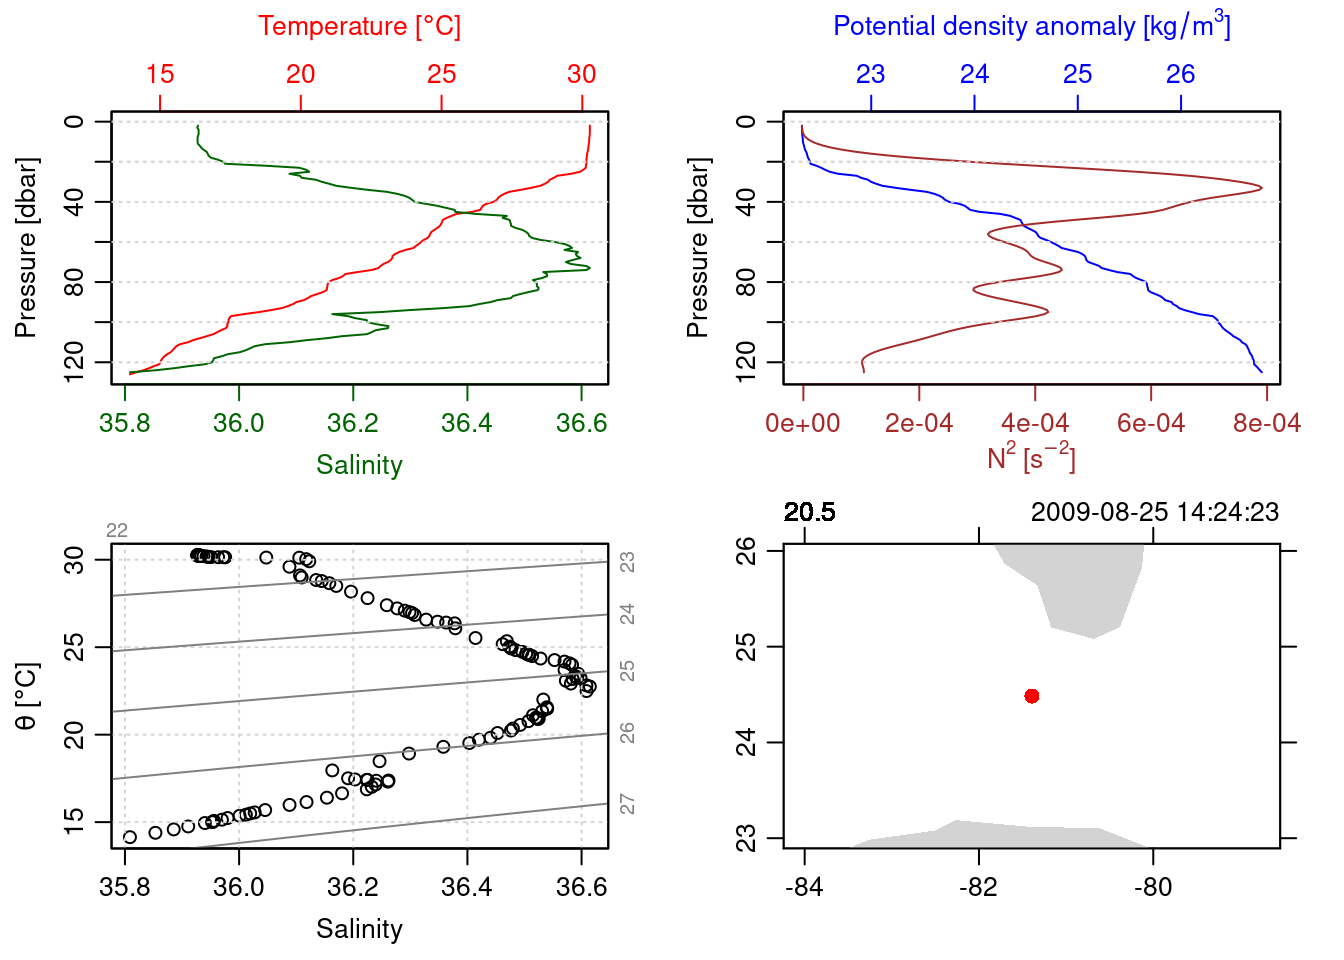 Temperature [°C]
15 20 25 30
Pressure [dbar]
0
40
80
120
35.8 36.0 36.2 36.4 36.6
Salinity
Potential density anomaly [kg/m³]
23 24 25 26
Pressure [dbar]
0
40
80
120
0e+00 2e-04 4e-04 6e-04 8e-04
N² [s⁻²]
22
θ [°C]
30
25
20
15
23
24
25
26
27
35.8 36.0 36.2 36.4 36.6
Salinity
20.5 2009-08-25 14:24:23
26
25
24
23
-84 -82 -80